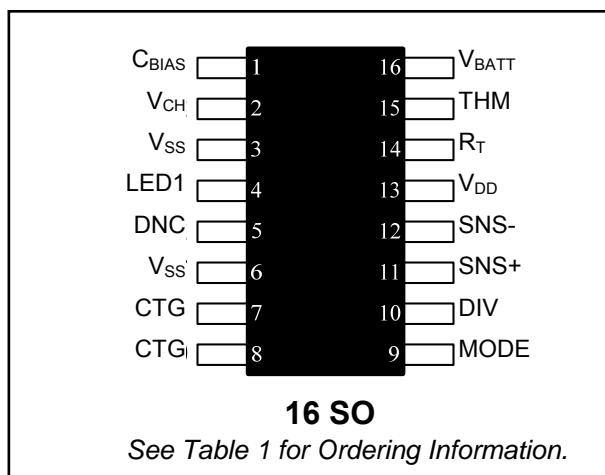 CBIAS 1 16 VBATT
VCH 2 15 THM
VSS 3 14 RT
LED1 4 13 VDD
DNC 5 12 SNS-
VSS 6 11 SNS+
CTG 7 10 DIV
CTG 8 9 MODE
16 SO
See Table 1 for Ordering Information.